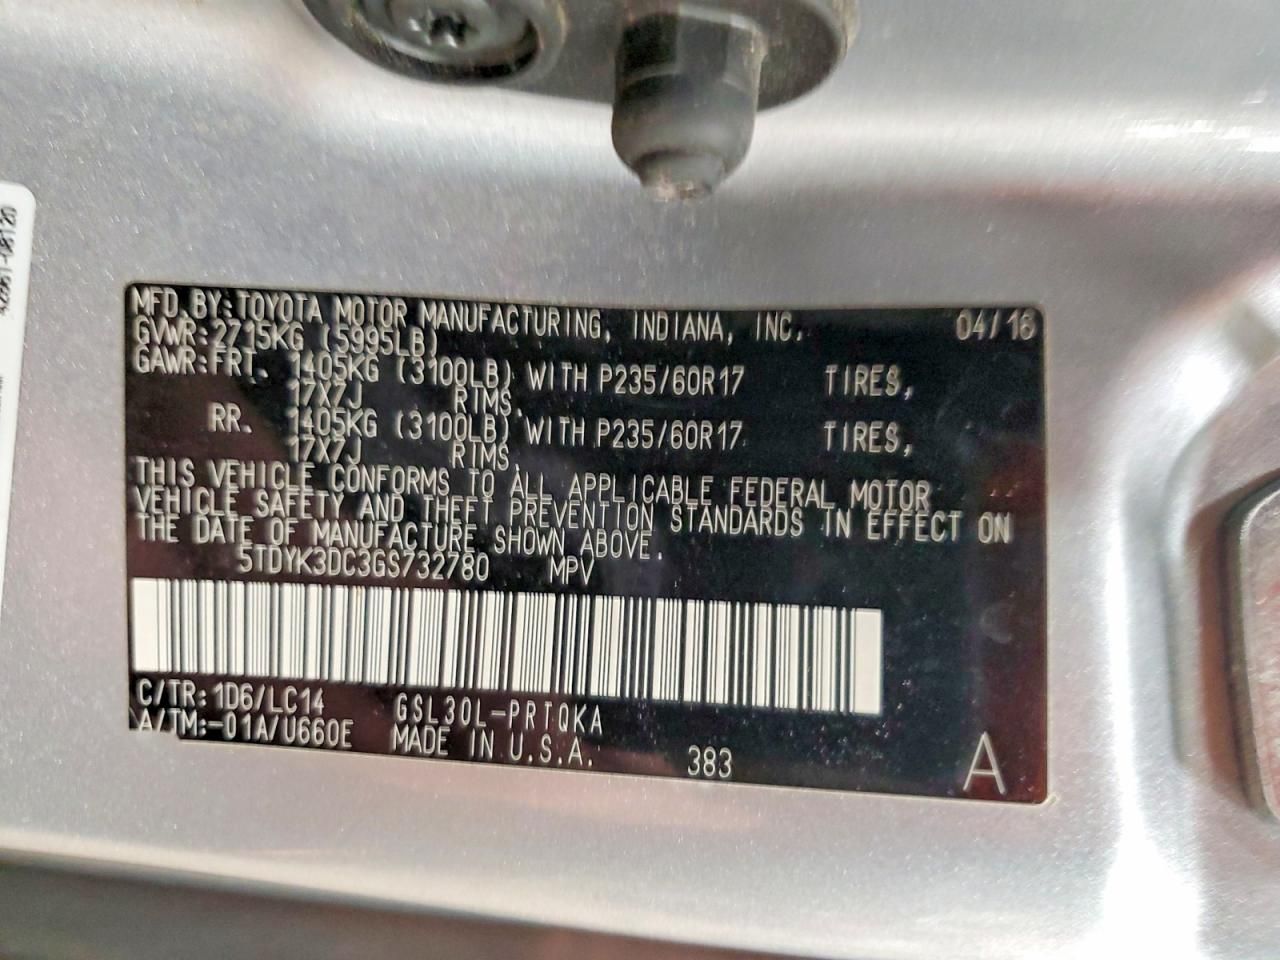 42961-08120
MFD.BY:TOYOTA MOTOR MANUFACTURING, INDIANA, INC. 04/16
GVWR:2715KG (5995LB)
GAWR:FRT. 1405KG (3100LB) WITH P235/60R17 TIRES,
17X7J RIMS,
RR. 1405KG (3100LB) WITH P235/60R17 TIRES,
17X7J RIMS,
THIS VEHICLE CONFORMS TO ALL APPLICABLE FEDERAL MOTOR
VEHICLE SAFETY AND THEFT PREVENTION STANDARDS IN EFFECT ON
THE DATE OF MANUFACTURE SHOWN ABOVE.
5TDYK3DC3GS732780 MPV
C/TR:1D6/LC14 GSL30L-PRTQKA
A/TM:-01A/U660E MADE IN U.S.A. 383 A